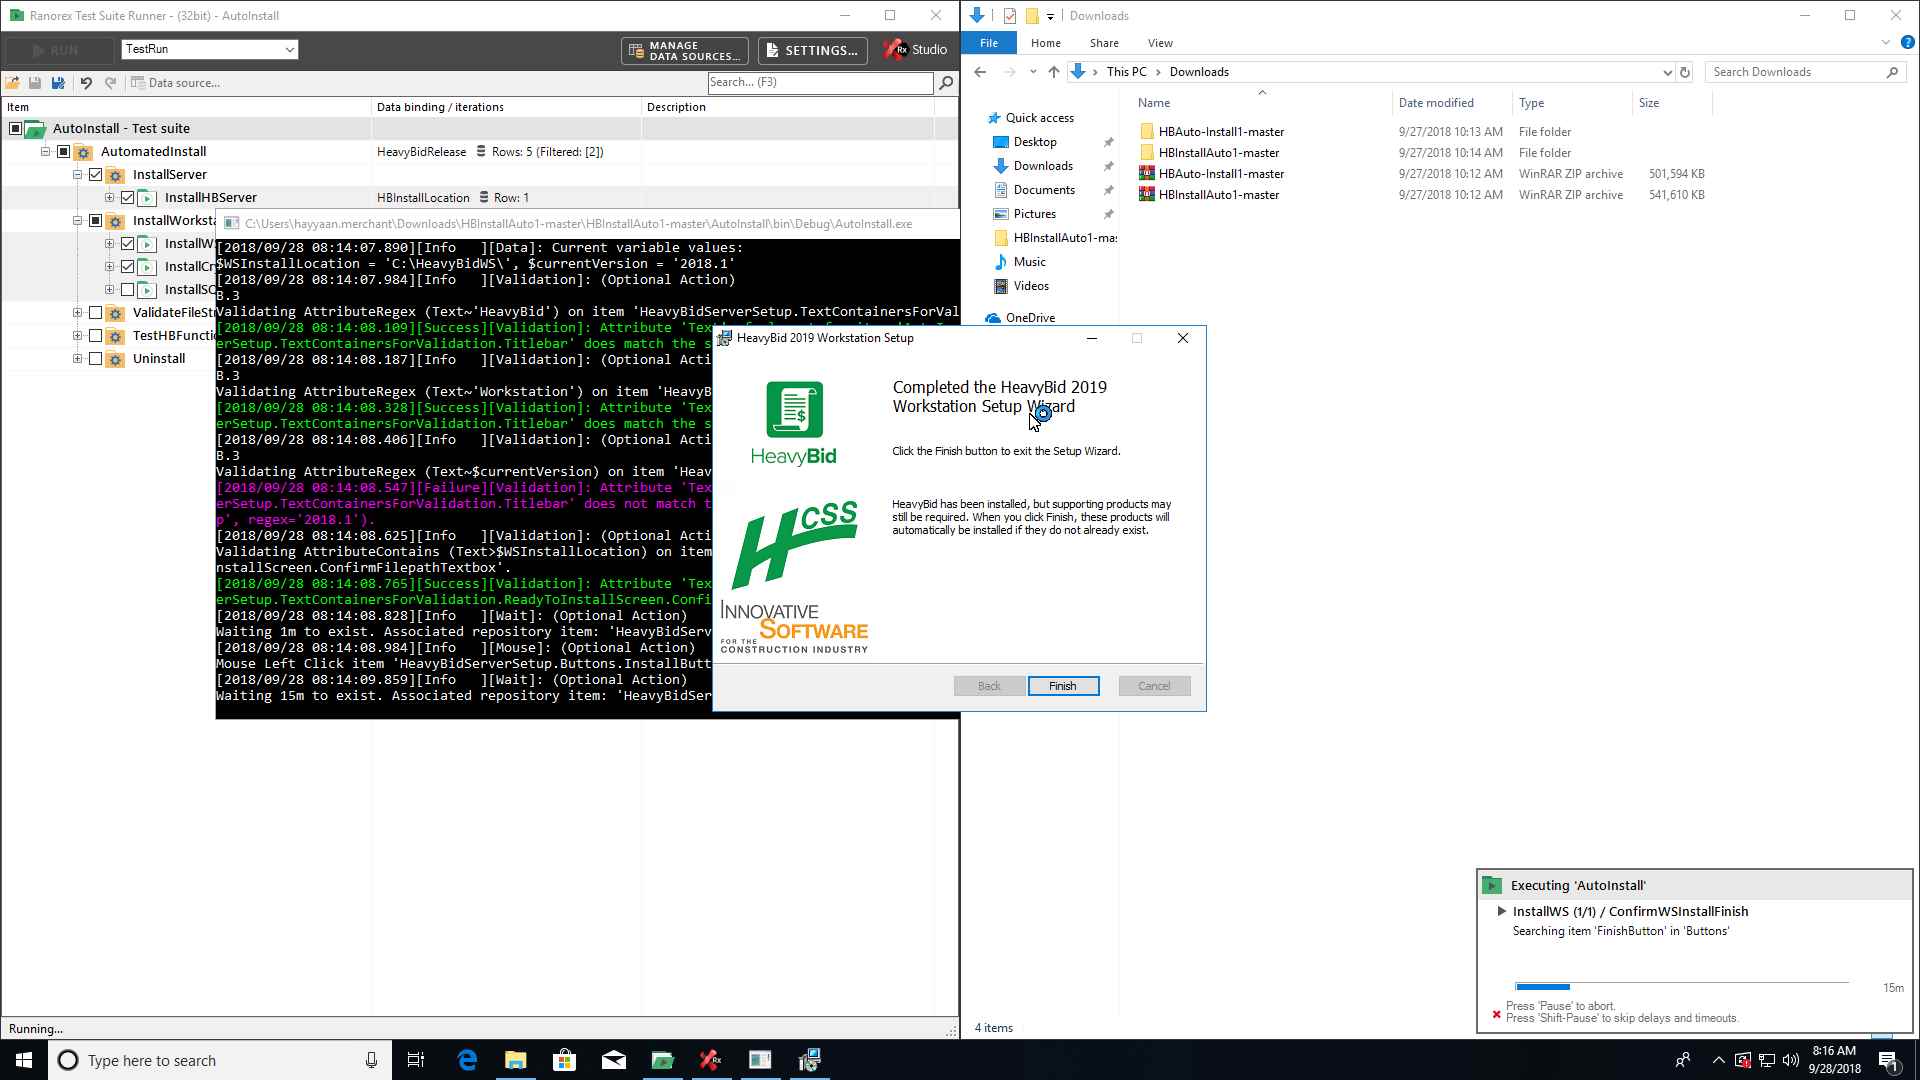 Ranorex Test Suite Runner - (32bit) - AutoInstall
RUN
TestRun
MANAGE
DATA SOURCES...
SETTINGS...
Rx Studio
Data source...
Search... (F3)
Item
Data binding / iterations
Description
AutoInstall - Test suite
AutomatedInstall
HeavyBidRelease Rows: 5 (Filtered: [2])
InstallServer
InstallHBServer
HBInstallLocation Row: 1
InstallWorksta
InstallWS
InstallCr
InstallSC
ValidateFileStr
TestHBFuncti
Uninstall
C:\Users\hayyaan.merchant\Downloads\HBInstallAuto1-master\HBInstallAuto1-master\AutoInstall\bin\Debug\AutoInstall.exe
[2018/09/28 08:14:07.890][Info   ][Data]: Current variable values:
$WSInstallLocation = 'C:\HeavyBidWS\', $currentVersion = '2018.1'
[2018/09/28 08:14:07.984][Info   ][Validation]: (Optional Action)
B.3
Validating AttributeRegex (Text~'HeavyBid') on item 'HeavyBidServerSetup.TextContainersForVal
[2018/09/28 08:14:08.109][Success][Validation]: Attribute 'Tex
erSetup.TextContainersForValidation.Titlebar' does match the s
[2018/09/28 08:14:08.187][Info   ][Validation]: (Optional Acti
B.3
Validating AttributeRegex (Text~'Workstation') on item 'HeavyB
[2018/09/28 08:14:08.328][Success][Validation]: Attribute 'Tex
erSetup.TextContainersForValidation.Titlebar' does match the s
[2018/09/28 08:14:08.406][Info   ][Validation]: (Optional Acti
B.3
Validating AttributeRegex (Text~$currentVersion) on item 'Heav
[2018/09/28 08:14:08.547][Failure][Validation]: Attribute 'Tex
erSetup.TextContainersForValidation.Titlebar' does not match t
p', regex='2018.1').
[2018/09/28 08:14:08.625][Info   ][Validation]: (Optional Acti
Validating AttributeContains (Text>$WSInstallLocation) on item
nstallScreen.ConfirmFilepathTextbox'.
[2018/09/28 08:14:08.765][Success][Validation]: Attribute 'Tex
erSetup.TextContainersForValidation.ReadyToInstallScreen.Confi
[2018/09/28 08:14:08.828][Info   ][Wait]: (Optional Action)
Waiting 1m to exist. Associated repository item: 'HeavyBidServ
[2018/09/28 08:14:08.984][Info   ][Mouse]: (Optional Action)
Mouse Left Click item 'HeavyBidServerSetup.Buttons.InstallButt
[2018/09/28 08:14:09.859][Info   ][Wait]: (Optional Action)
Waiting 15m to exist. Associated repository item: 'HeavyBidSer
Running...
HeavyBid 2019 Workstation Setup
HeavyBid
HCSS
INNOVATIVE
SOFTWARE
FOR THE
CONSTRUCTION INDUSTRY
Completed the HeavyBid 2019
Workstation Setup Wizard
Click the Finish button to exit the Setup Wizard.
HeavyBid has been installed, but supporting products may
still be required. When you click Finish, these products will
automatically be installed if they do not already exist.
Back
Finish
Cancel
Downloads
File
Home
Share
View
This PC > Downloads
Search Downloads
Name
Date modified
Type
Size
Quick access
Desktop
Downloads
Documents
Pictures
HBInstallAuto1-mas
Music
Videos
OneDrive
HBAuto-Install1-master 9/27/2018 10:13 AM File folder
HBInstallAuto1-master 9/27/2018 10:14 AM File folder
HBAuto-Install1-master 9/27/2018 10:12 AM WinRAR ZIP archive 501,594 KB
HBInstallAuto1-master 9/27/2018 10:12 AM WinRAR ZIP archive 541,610 KB
4 items
Executing 'AutoInstall'
InstallWS (1/1) / ConfirmWSInstallFinish
Searching item 'FinishButton' in 'Buttons'
15m
Press 'Pause' to abort.
Press 'Shift-Pause' to skip delays and timeouts.
Type here to search
8:16 AM
9/28/2018
1